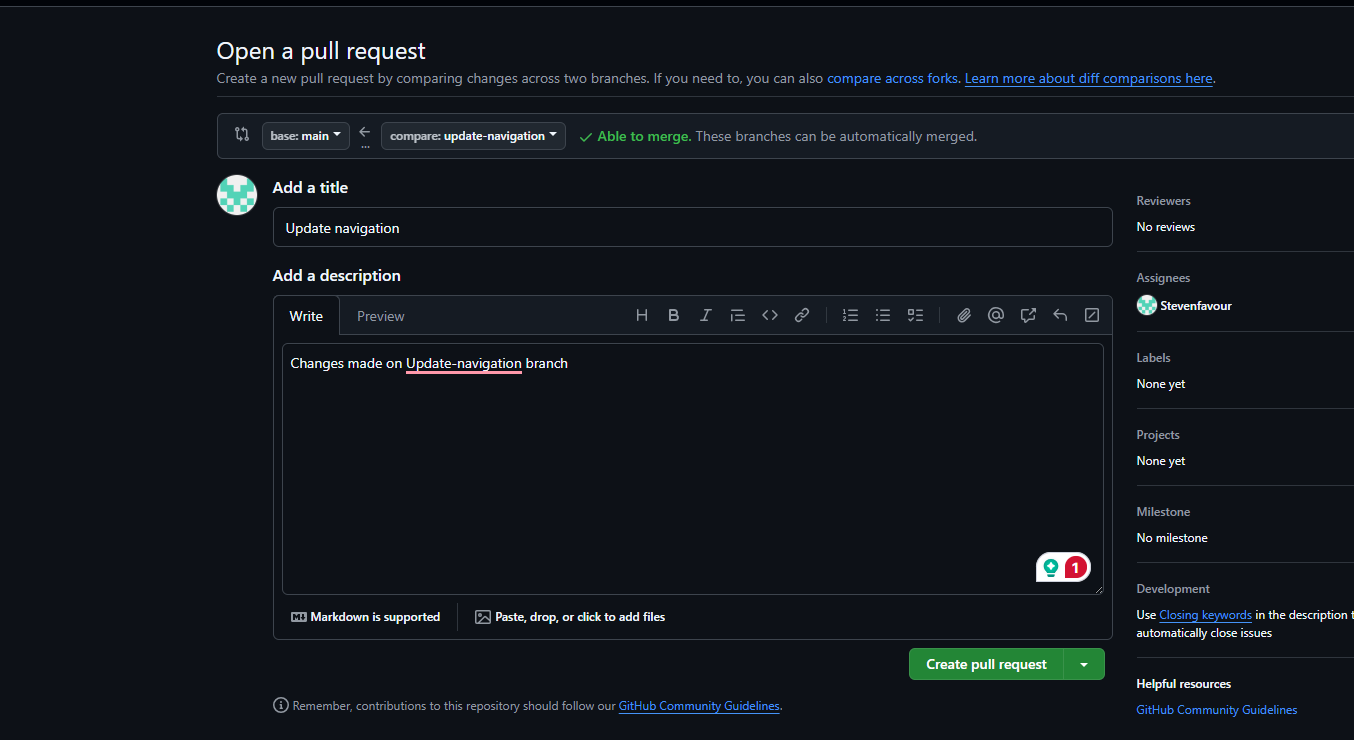 Open a pull request
Create a new pull request by comparing changes across two branches. If you need to, you can also compare across forks. Learn more about diff comparisons here.
base: main
...
compare: update-navigation
Able to merge. These branches can be automatically merged.
Add a title
Update navigation
Add a description
Write
Preview
Changes made on Update-navigation branch
1
Markdown is supported
Paste, drop, or click to add files
Create pull request
Remember, contributions to this repository should follow our GitHub Community Guidelines.
Reviewers
No reviews
Assignees
Stevenfavour
Labels
None yet
Projects
None yet
Milestone
No milestone
Development
Use Closing keywords in the description t
automatically close issues
Helpful resources
GitHub Community Guidelines